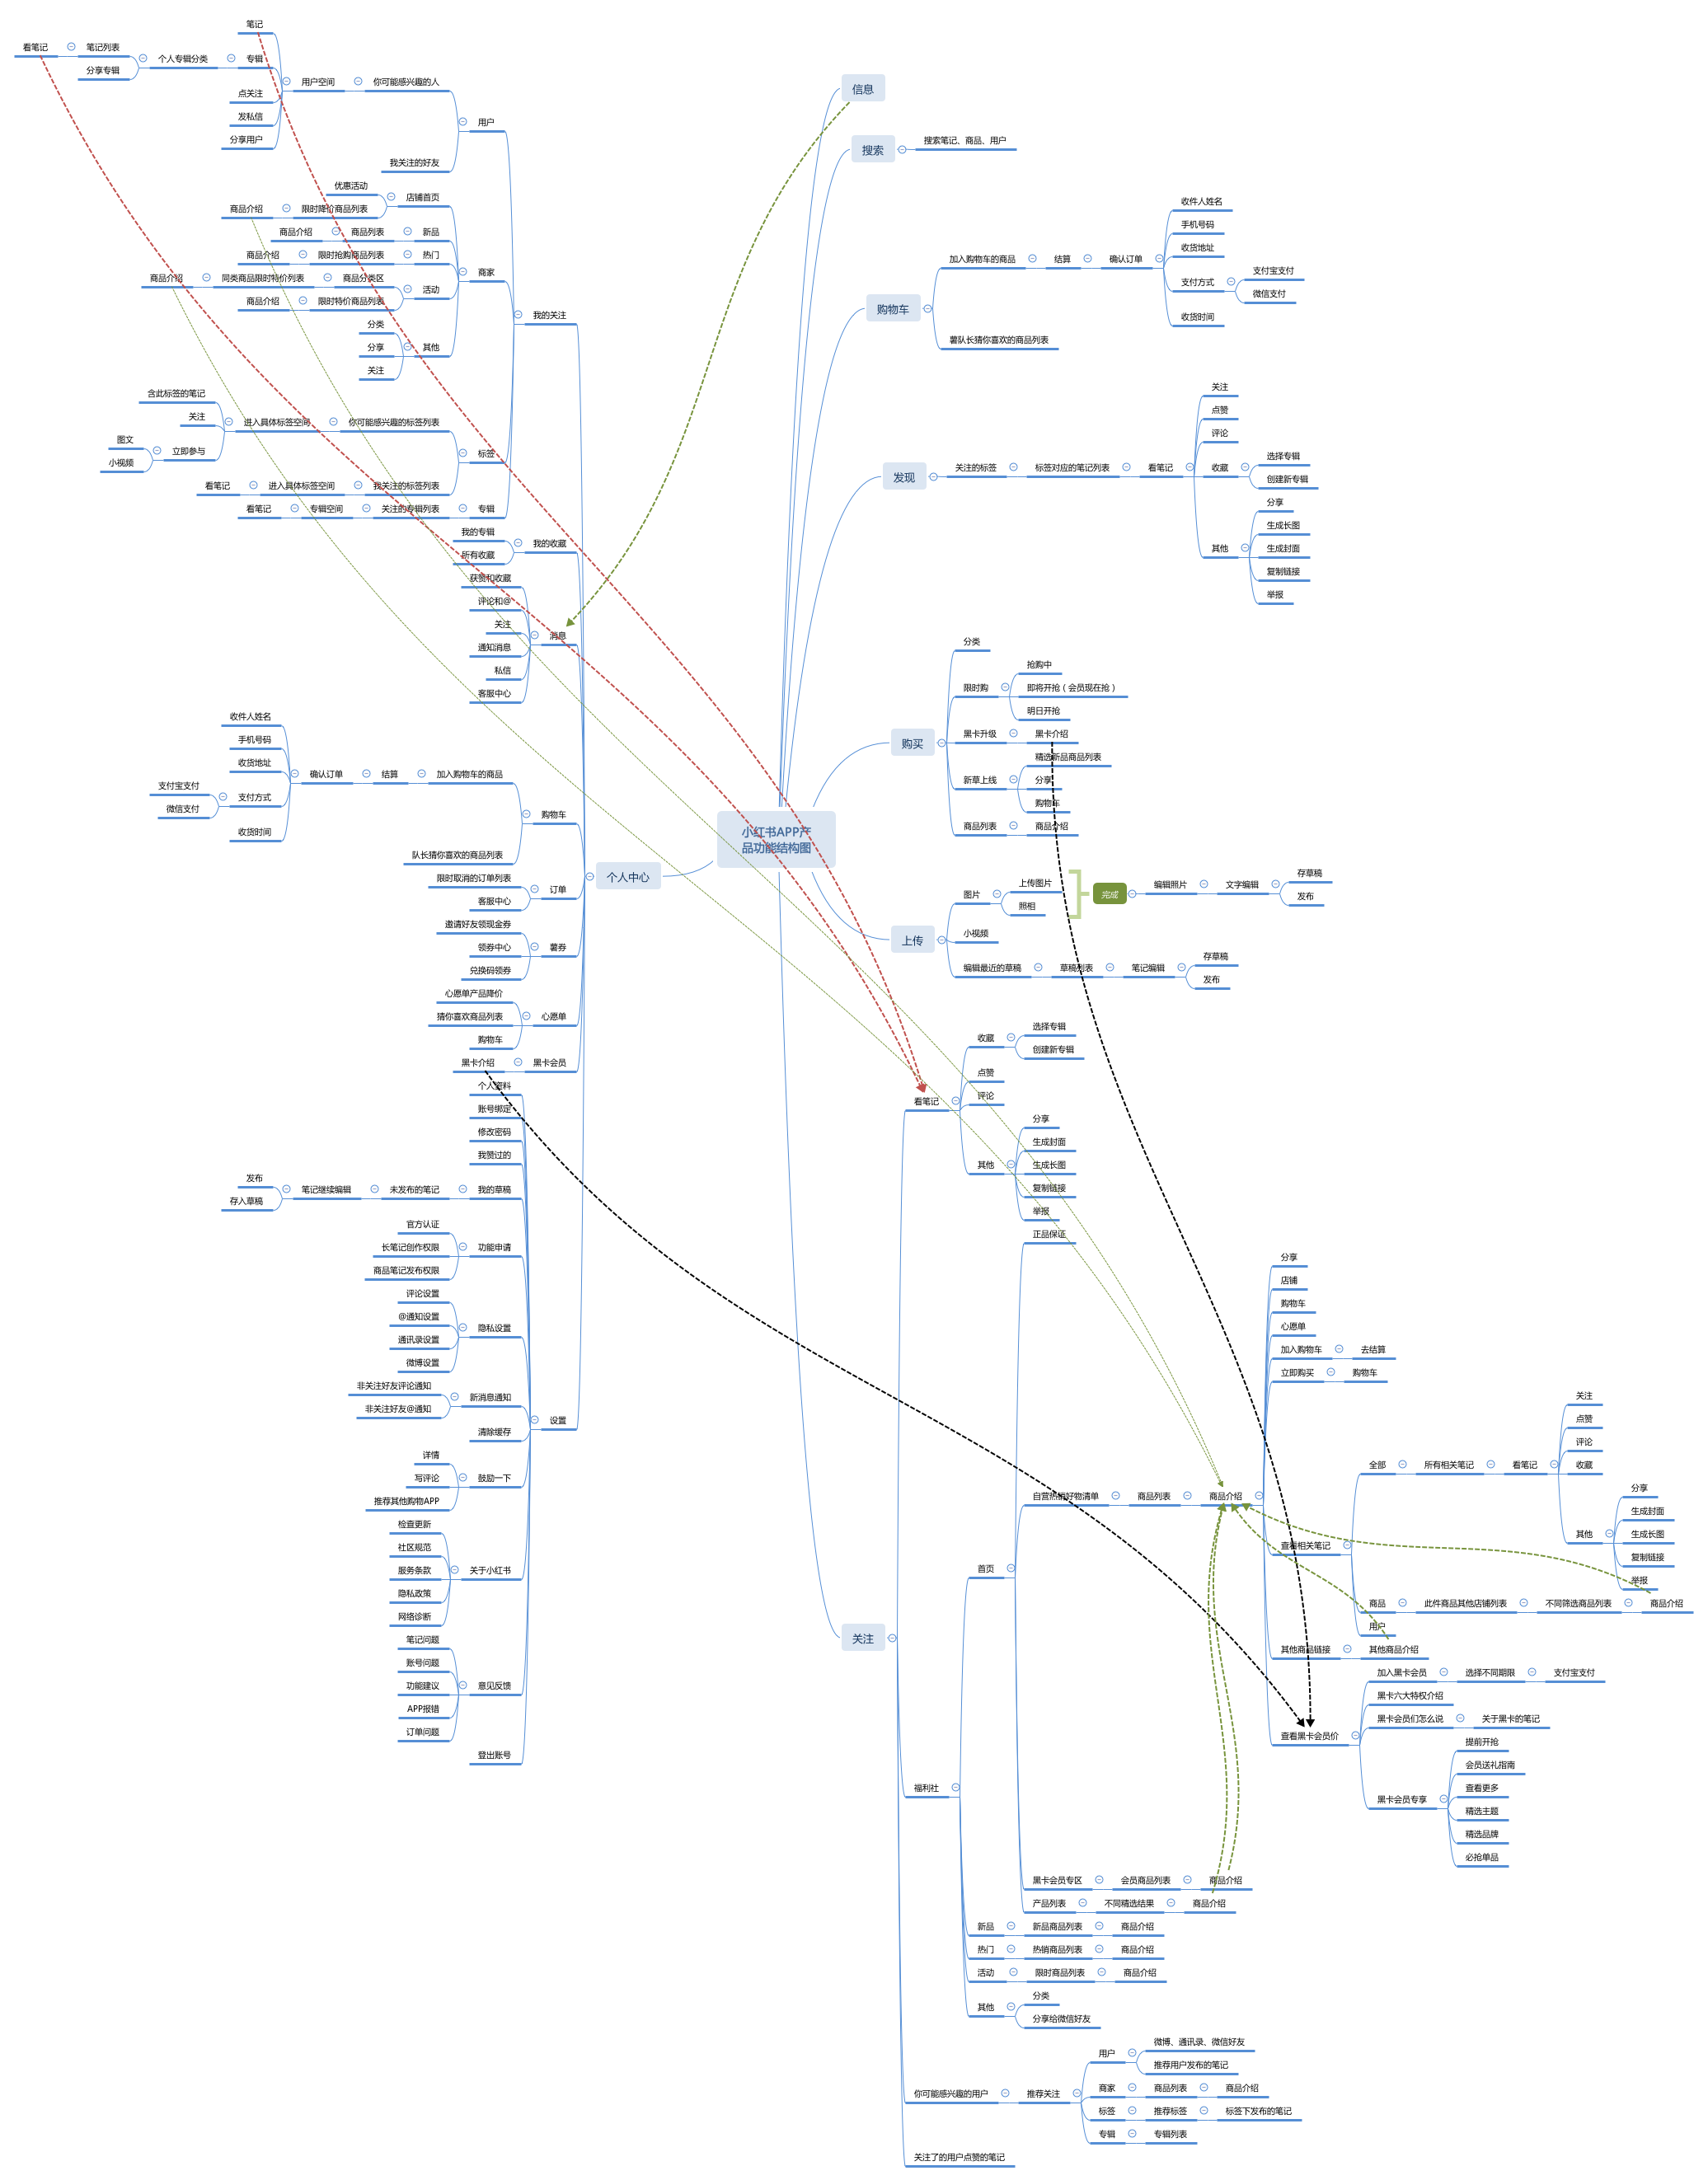 小红书APP产
品功能结构图
信息
搜索
搜索笔记、商品、用户
购物车
加入购物车的商品
结算
确认订单
收件人姓名
手机号码
收货地址
支付方式
支付宝支付
微信支付
收货时间
薯队长猜你喜欢的商品列表
发现
关注的标签
标签对应的笔记列表
看笔记
关注
点赞
评论
收藏
选择专辑
创建新专辑
其他
分享
生成长图
生成封面
复制链接
举报
购买
分类
限时购
抢购中
即将开抢（会员现在抢）
明日开抢
黑卡升级
黑卡介绍
新草上线
精选新品商品列表
分享
购物车
商品列表
商品介绍
上传
图片
上传图片
照相
完成
编辑照片
文字编辑
存草稿
发布
小视频
编辑最近的草稿
草稿列表
笔记编辑
存草稿
发布
关注
看笔记
收藏
选择专辑
创建新专辑
点赞
评论
其他
分享
生成封面
生成长图
复制链接
举报
福利社
首页
正品保证
自营热销好物清单
商品列表
商品介绍
分享
店铺
购物车
心愿单
加入购物车
去结算
立即购买
购物车
查看相关笔记
全部
所有相关笔记
看笔记
关注
点赞
评论
收藏
其他
分享
生成封面
生成长图
复制链接
举报
商品
此件商品其他店铺列表
不同筛选商品列表
商品介绍
用户
其他商品链接
其他商品介绍
查看黑卡会员价
加入黑卡会员
选择不同期限
支付宝支付
黑卡六大特权介绍
黑卡会员们怎么说
关于黑卡的笔记
黑卡会员专享
提前开抢
会员送礼指南
查看更多
精选主题
精选品牌
必抢单品
黑卡会员专区
会员商品列表
商品介绍
产品列表
不同精选结果
商品介绍
新品
新品商品列表
商品介绍
热门
热销商品列表
商品介绍
活动
限时商品列表
商品介绍
其他
分类
分享给微信好友
你可能感兴趣的用户
推荐关注
用户
微博、通讯录、微信好友
推荐用户发布的笔记
商家
商品列表
商品介绍
标签
推荐标签
标签下发布的笔记
专辑
专辑列表
关注了的用户点赞的笔记
个人中心
我的关注
用户
你可能感兴趣的人
用户空间
笔记
专辑
个人专辑分类
笔记列表
看笔记
分享专辑
点关注
发私信
分享用户
我关注的好友
商家
店铺首页
优惠活动
限时降价商品列表
商品介绍
新品
商品列表
商品介绍
热门
限时抢购商品列表
商品介绍
活动
商品分类区
同类商品限时特价列表
商品介绍
限时特价商品列表
商品介绍
其他
分类
分享
关注
标签
你可能感兴趣的标签列表
进入具体标签空间
含此标签的笔记
关注
立即参与
图文
小视频
我关注的标签列表
进入具体标签空间
看笔记
专辑
关注的专辑列表
专辑空间
看笔记
我的收藏
我的专辑
所有收藏
消息
获赞和收藏
评论和@
关注
通知消息
私信
客服中心
购物车
加入购物车的商品
结算
确认订单
收件人姓名
手机号码
收货地址
支付方式
支付宝支付
微信支付
收货时间
队长猜你喜欢的商品列表
订单
限时取消的订单列表
客服中心
薯券
邀请好友领现金券
领券中心
兑换码领券
心愿单
心愿单产品降价
猜你喜欢商品列表
购物车
黑卡会员
黑卡介绍
设置
个人资料
账号绑定
修改密码
我赞过的
我的草稿
未发布的笔记
笔记继续编辑
发布
存入草稿
功能申请
官方认证
长笔记创作权限
商品笔记发布权限
隐私设置
评论设置
@通知设置
通讯录设置
微博设置
新消息通知
非关注好友评论通知
非关注好友@通知
清除缓存
鼓励一下
详情
写评论
推荐其他购物APP
关于小红书
检查更新
社区规范
服务条款
隐私政策
网络诊断
意见反馈
笔记问题
账号问题
功能建议
APP报错
订单问题
登出账号